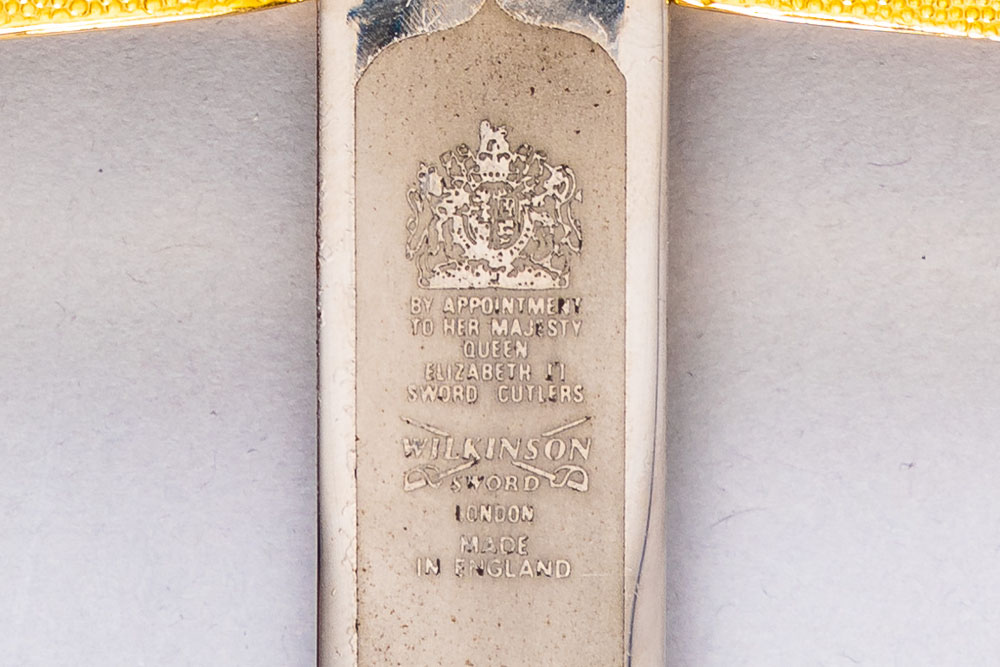 BY APPOINTMENT
TO HER MAJESTY
QUEEN
ELIZABETH II
SWORD CUTLERS
WILKINSON
SWORD
LONDON
MADE
IN ENGLAND